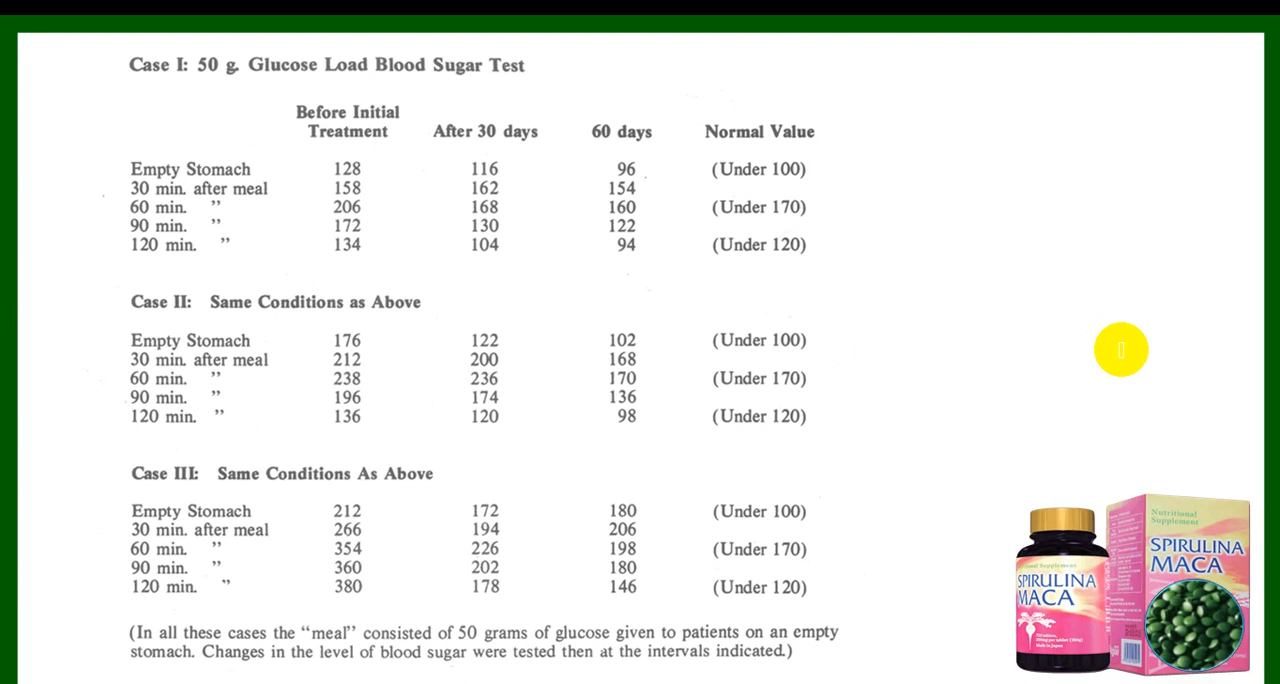 Case I: 50 g. Glucose Load Blood Sugar Test
Before Initial
Treatment After 30 days 60 days Normal Value
Empty Stomach 128 116 96 (Under 100)
30 min. after meal 158 162 154
60 min. ” 206 168 160 (Under 170)
90 min. ” 172 130 122
120 min. ” 134 104 94 (Under 120)
Case II: Same Conditions as Above
Empty Stomach 176 122 102 (Under 100)
30 min. after meal 212 200 168
60 min. ” 238 236 170 (Under 170)
90 min. ” 196 174 136
120 min. ” 136 120 98 (Under 120)
Case III: Same Conditions As Above
Empty Stomach 212 172 180 (Under 100)
30 min. after meal 266 194 206
60 min. ” 354 226 198 (Under 170)
90 min. ” 360 202 180
120 min. ” 380 178 146 (Under 120)
(In all these cases the “meal” consisted of 50 grams of glucose given to patients on an empty
stomach. Changes in the level of blood sugar were tested then at the intervals indicated.)
Nutritional Supplement
SPIRULINA
MACA
Made in Japan
Nutritional
Supplement
SPIRULINA
MACA